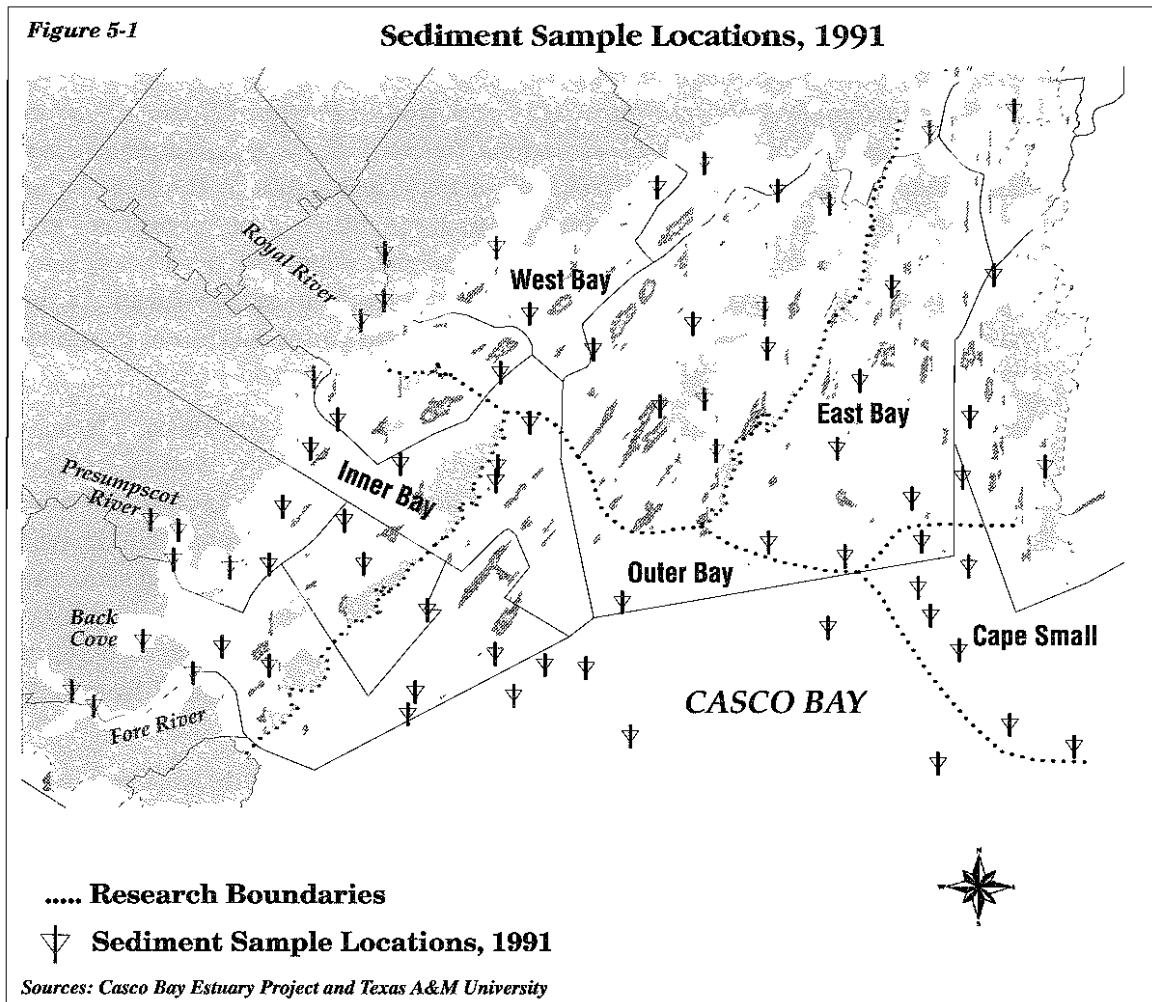 Figure 5-1
Sediment Sample Locations, 1991
Royal River
West Bay
East Bay
Inner Bay
Presumpscot
River
Outer Bay
Back
Cove
Cape Small
CASCO BAY
Fore River
N
W
E
S
..... Research Boundaries
Sediment Sample Locations, 1991
Sources: Casco Bay Estuary Project and Texas A&M University